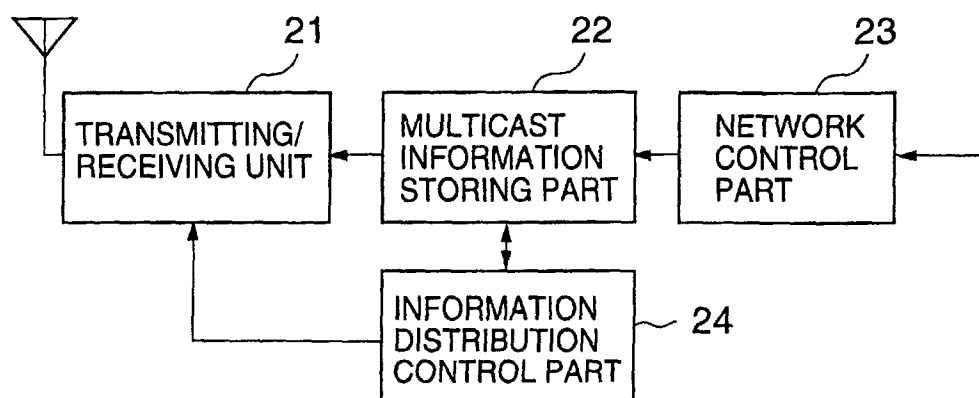 21
22
23
TRANSMITTING/
RECEIVING UNIT
MULTICAST
INFORMATION
STORING PART
NETWORK
CONTROL
PART
INFORMATION
DISTRIBUTION
CONTROL PART
24